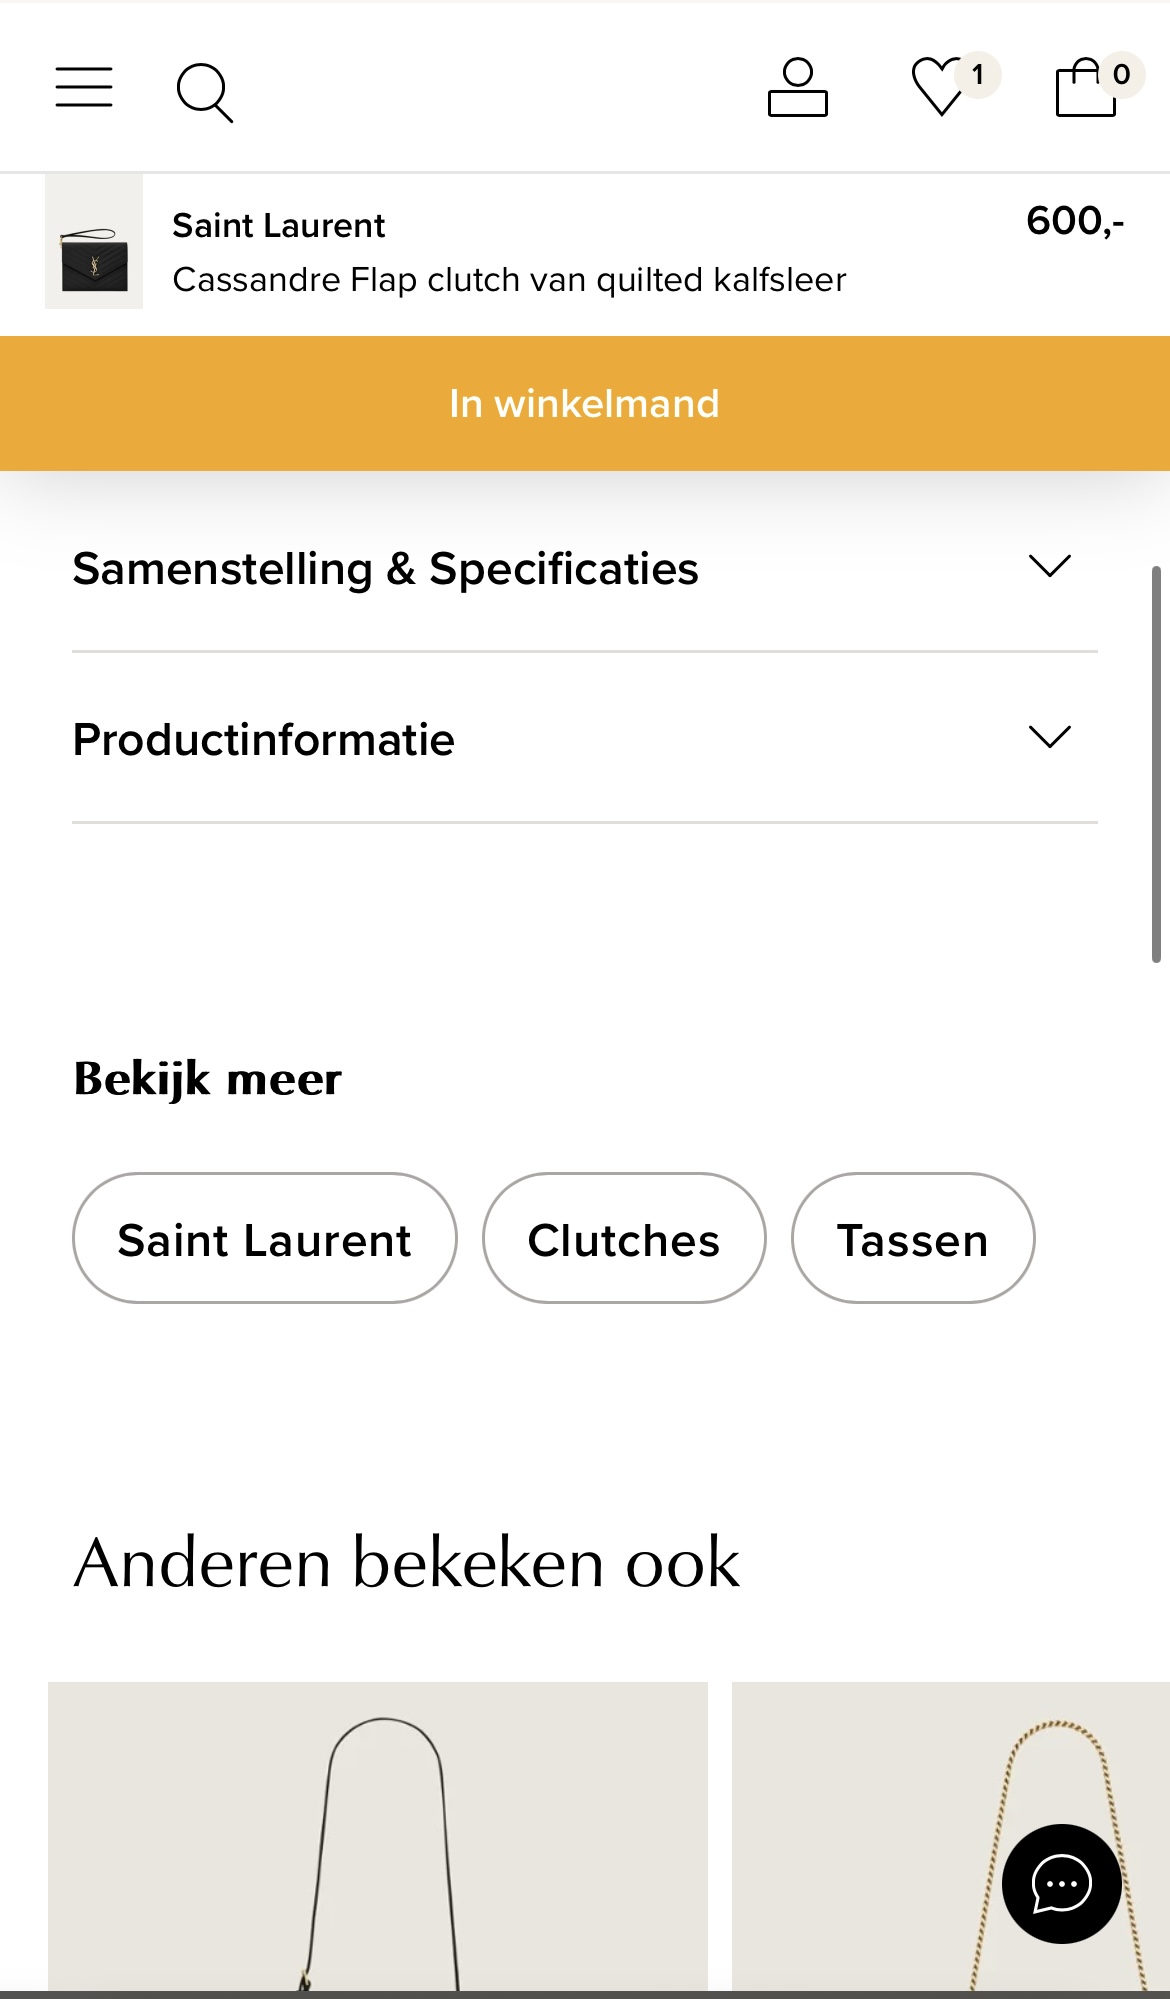 1
0
Saint Laurent
600,-
Cassandre Flap clutch van quilted kalfsleer
In winkelmand
Samenstelling & Specificaties
Productinformatie
Bekijk meer
Saint Laurent
Clutches
Tassen
Anderen bekeken ook